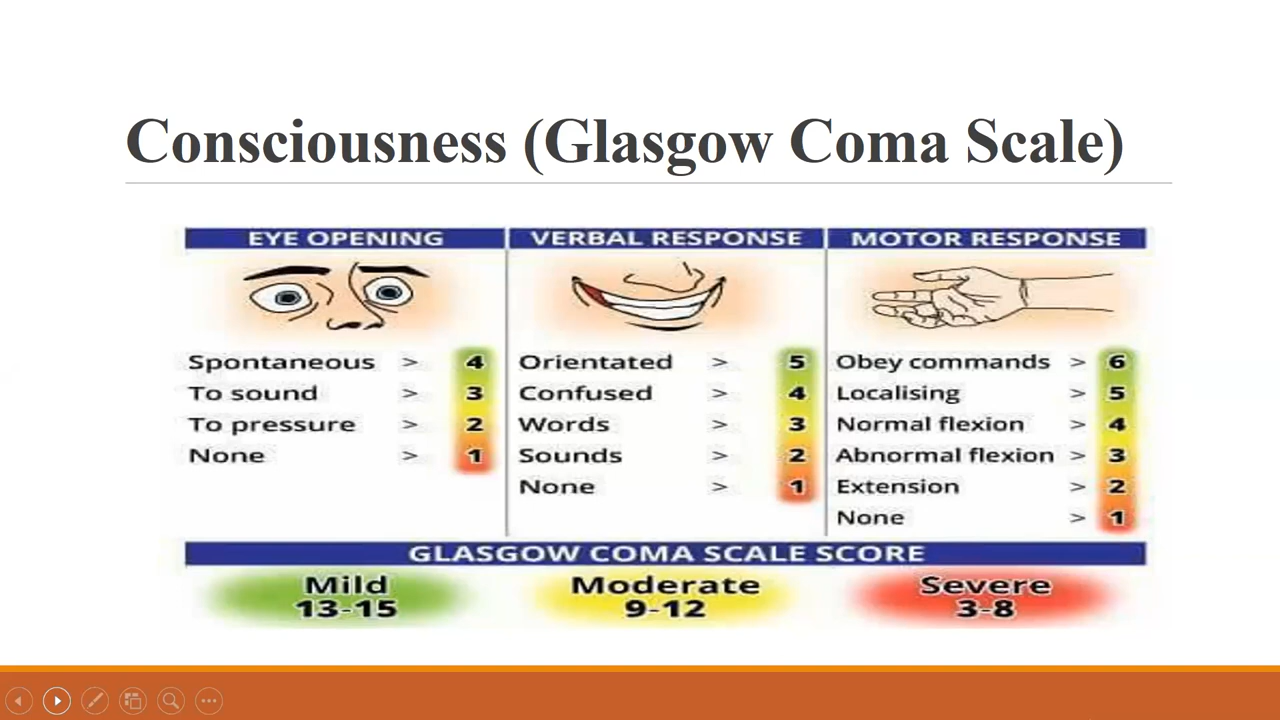 Consciousness (Glasgow Coma Scale)
EYE OPENING
Spontaneous > 4
To sound > 3
To pressure > 2
None > 1
VERBAL RESPONSE
Orientated > 5
Confused > 4
Words > 3
Sounds > 2
None > 1
MOTOR RESPONSE
Obey commands > 6
Localising > 5
Normal flexion > 4
Abnormal flexion > 3
Extension > 2
None > 1
GLASGOW COMA SCALE SCORE
Mild
13-15
Moderate
9-12
Severe
3-8